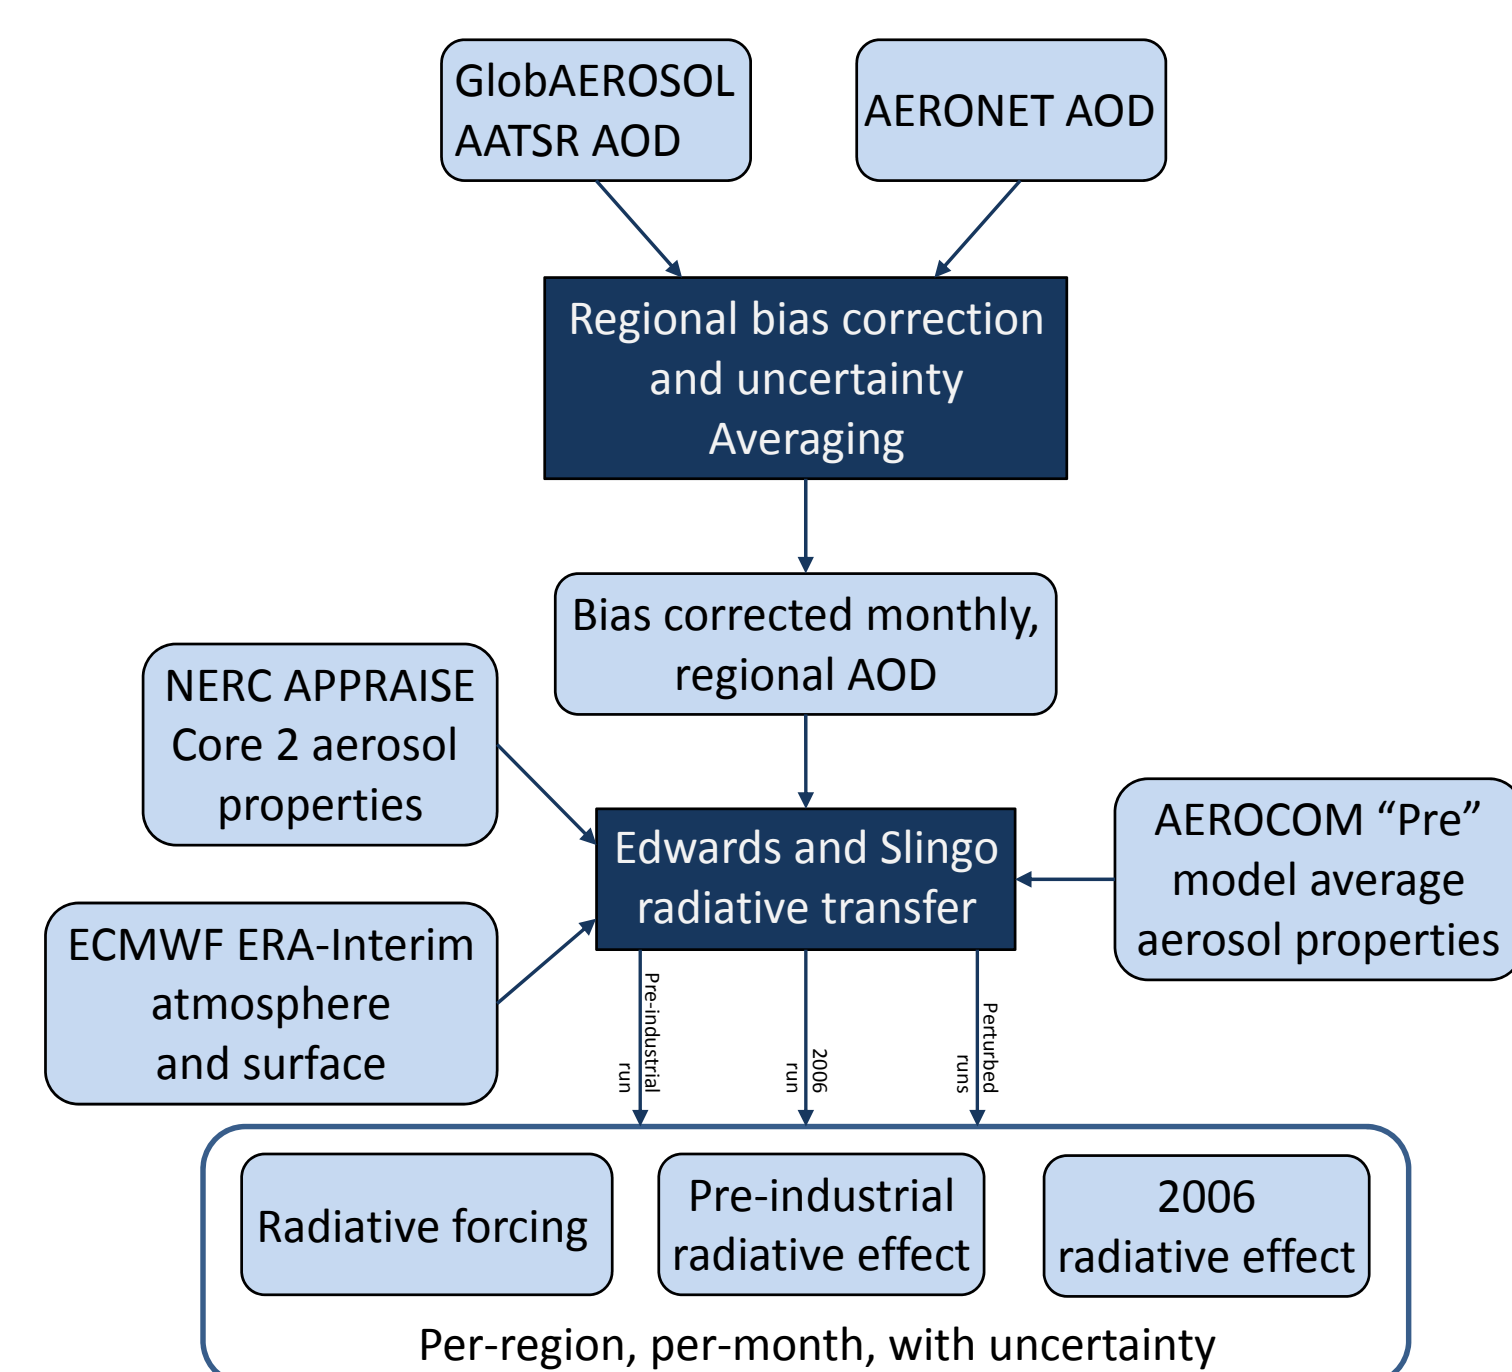 GlobAEROSOL
AATSR AOD
AERONET AOD
Regional bias correction
and uncertainty
Averaging
Bias corrected monthly,
regional AOD
NERC APPRAISE
Core 2 aerosol
properties
Edwards and Slingo
radiative transfer
AEROCOM “Pre”
model average
aerosol properties
ECMWF ERA-Interim
atmosphere
and surface
Pre-industrial
run
2006
run
Perturbed
runs
Radiative forcing
Pre-industrial
radiative effect
2006
radiative effect
Per-region, per-month, with uncertainty